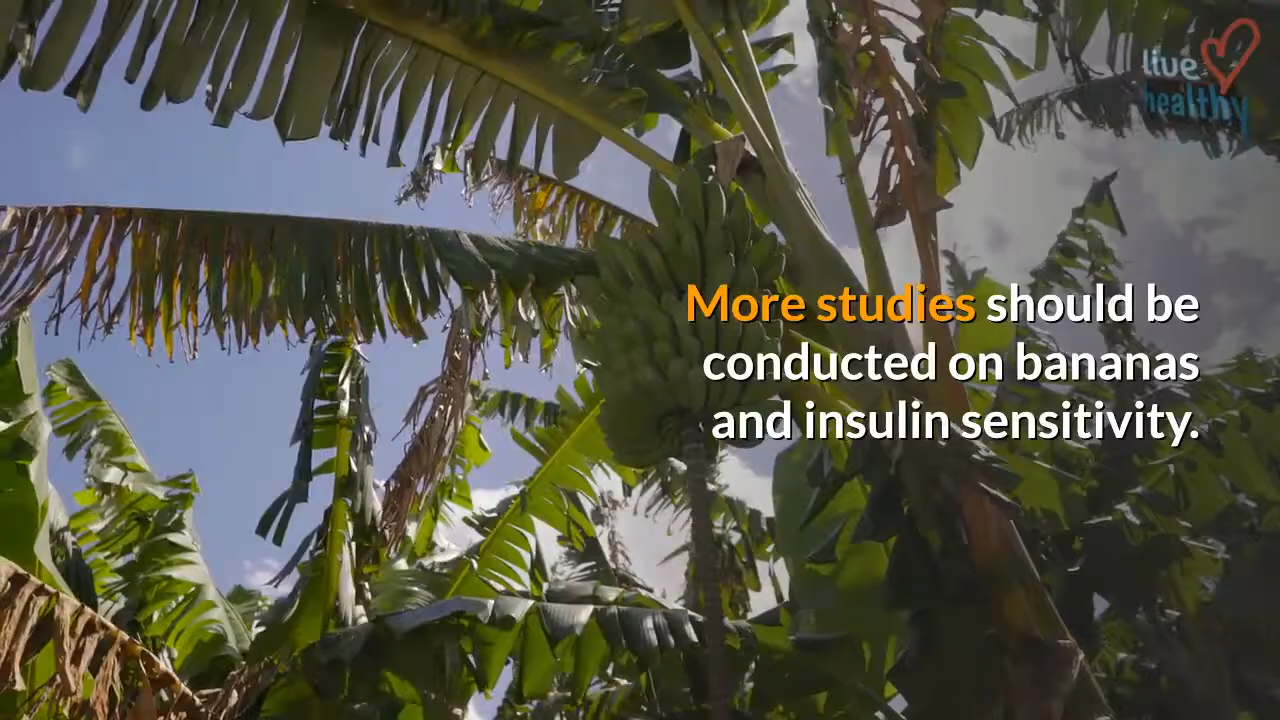 live
healthy
More studies should be
conducted on bananas
and insulin sensitivity.